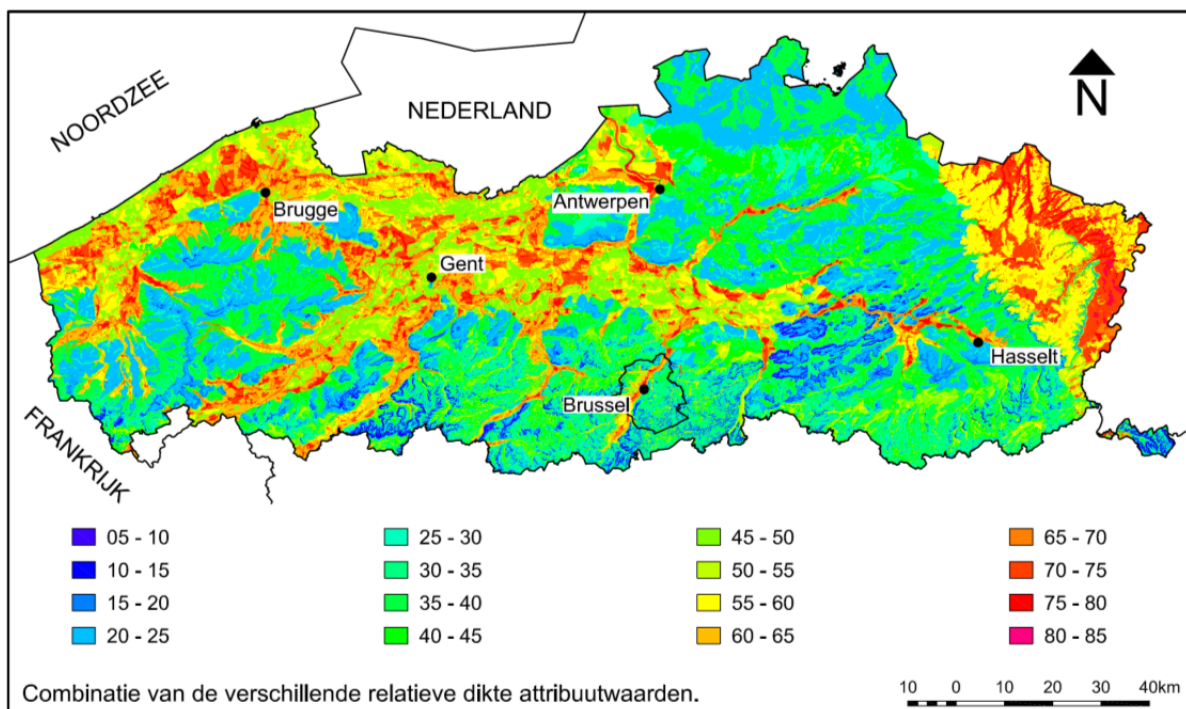 NOORDZEE
NEDERLAND
N
Brugge
Antwerpen
Gent
Hasselt
Brussel
FRANKRIJK
05 - 10
10 - 15
15 - 20
20 - 25
25 - 30
30 - 35
35 - 40
40 - 45
45 - 50
50 - 55
55 - 60
60 - 65
65 - 70
70 - 75
75 - 80
80 - 85
Combinatie van de verschillende relatieve dikte attribuutwaarden.
10 0 10 20 30 40km